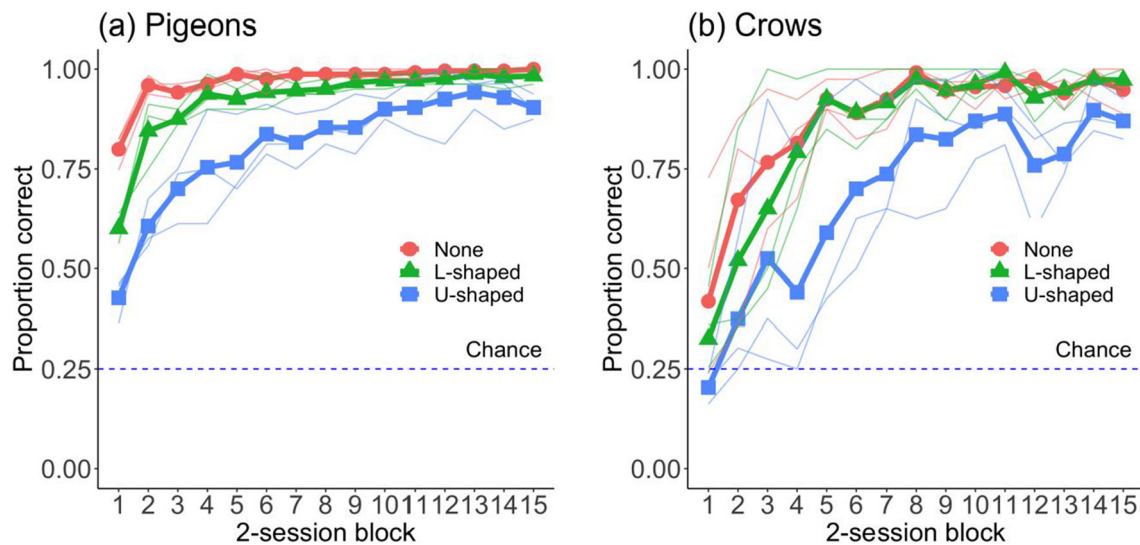 (a) Pigeons
Proportion correct
1.00
0.75
0.50
0.25
0.00
None
L-shaped
U-shaped
Chance
1 2 3 4 5 6 7 8 9 10 11 12 13 14 15
2-session block
(b) Crows
Proportion correct
1.00
0.75
0.50
0.25
0.00
None
L-shaped
U-shaped
Chance
1 2 3 4 5 6 7 8 9 10 11 12 13 14 15
2-session block